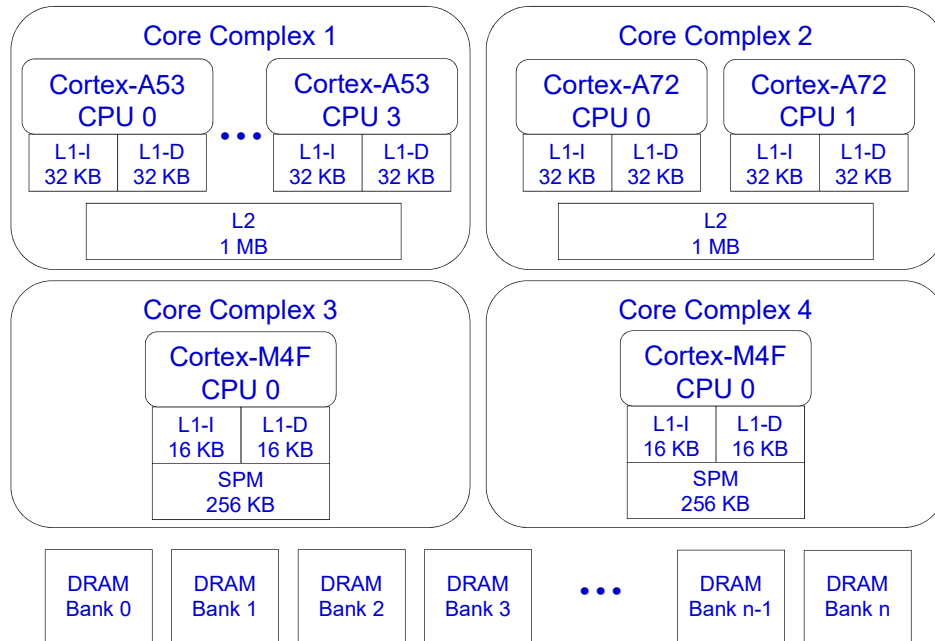 Core Complex 1
Cortex-A53
CPU 0
L1-I
32 KB
L1-D
32 KB
•••
Cortex-A53
CPU 3
L1-I
32 KB
L1-D
32 KB
L2
1 MB
Core Complex 2
Cortex-A72
CPU 0
L1-I
32 KB
L1-D
32 KB
Cortex-A72
CPU 1
L1-I
32 KB
L1-D
32 KB
L2
1 MB
Core Complex 3
Cortex-M4F
CPU 0
L1-I
16 KB
L1-D
16 KB
SPM
256 KB
Core Complex 4
Cortex-M4F
CPU 0
L1-I
16 KB
L1-D
16 KB
SPM
256 KB
DRAM
Bank 0
DRAM
Bank 1
DRAM
Bank 2
DRAM
Bank 3
•••
DRAM
Bank n-1
DRAM
Bank n